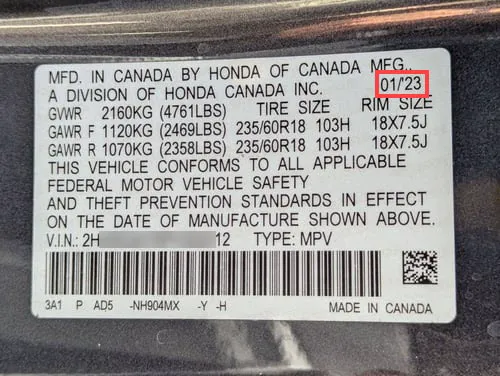 MFD. IN CANADA BY HONDA OF CANADA MFG.,
A DIVISION OF HONDA CANADA INC. 01/'23
GVWR 2160KG (4761LBS) TIRE SIZE RIM SIZE
GAWR F 1120KG (2469LBS) 235/60R18 103H 18X7.5J
GAWR R 1070KG (2358LBS) 235/60R18 103H 18X7.5J
THIS VEHICLE CONFORMS TO ALL APPLICABLE
FEDERAL MOTOR VEHICLE SAFETY
AND THEFT PREVENTION STANDARDS IN EFFECT
ON THE DATE OF MANUFACTURE SHOWN ABOVE.
V.I.N.: 2H 12 TYPE: MPV
3A1 P AD5 -NH904MX -Y -H MADE IN CANADA